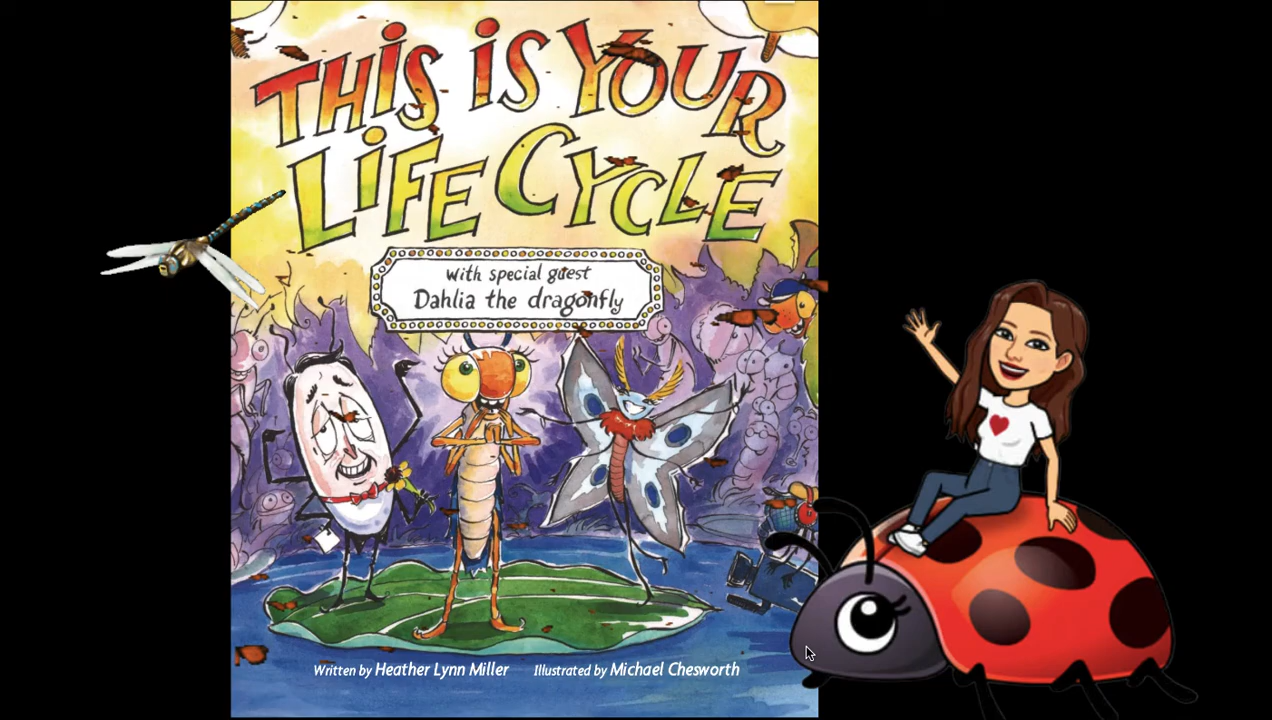 THiS iS YOUR
LiFE CYCLE
with special guest
Dahlia the dragonfly
Written by Heather Lynn Miller Illustrated by Michael Chesworth